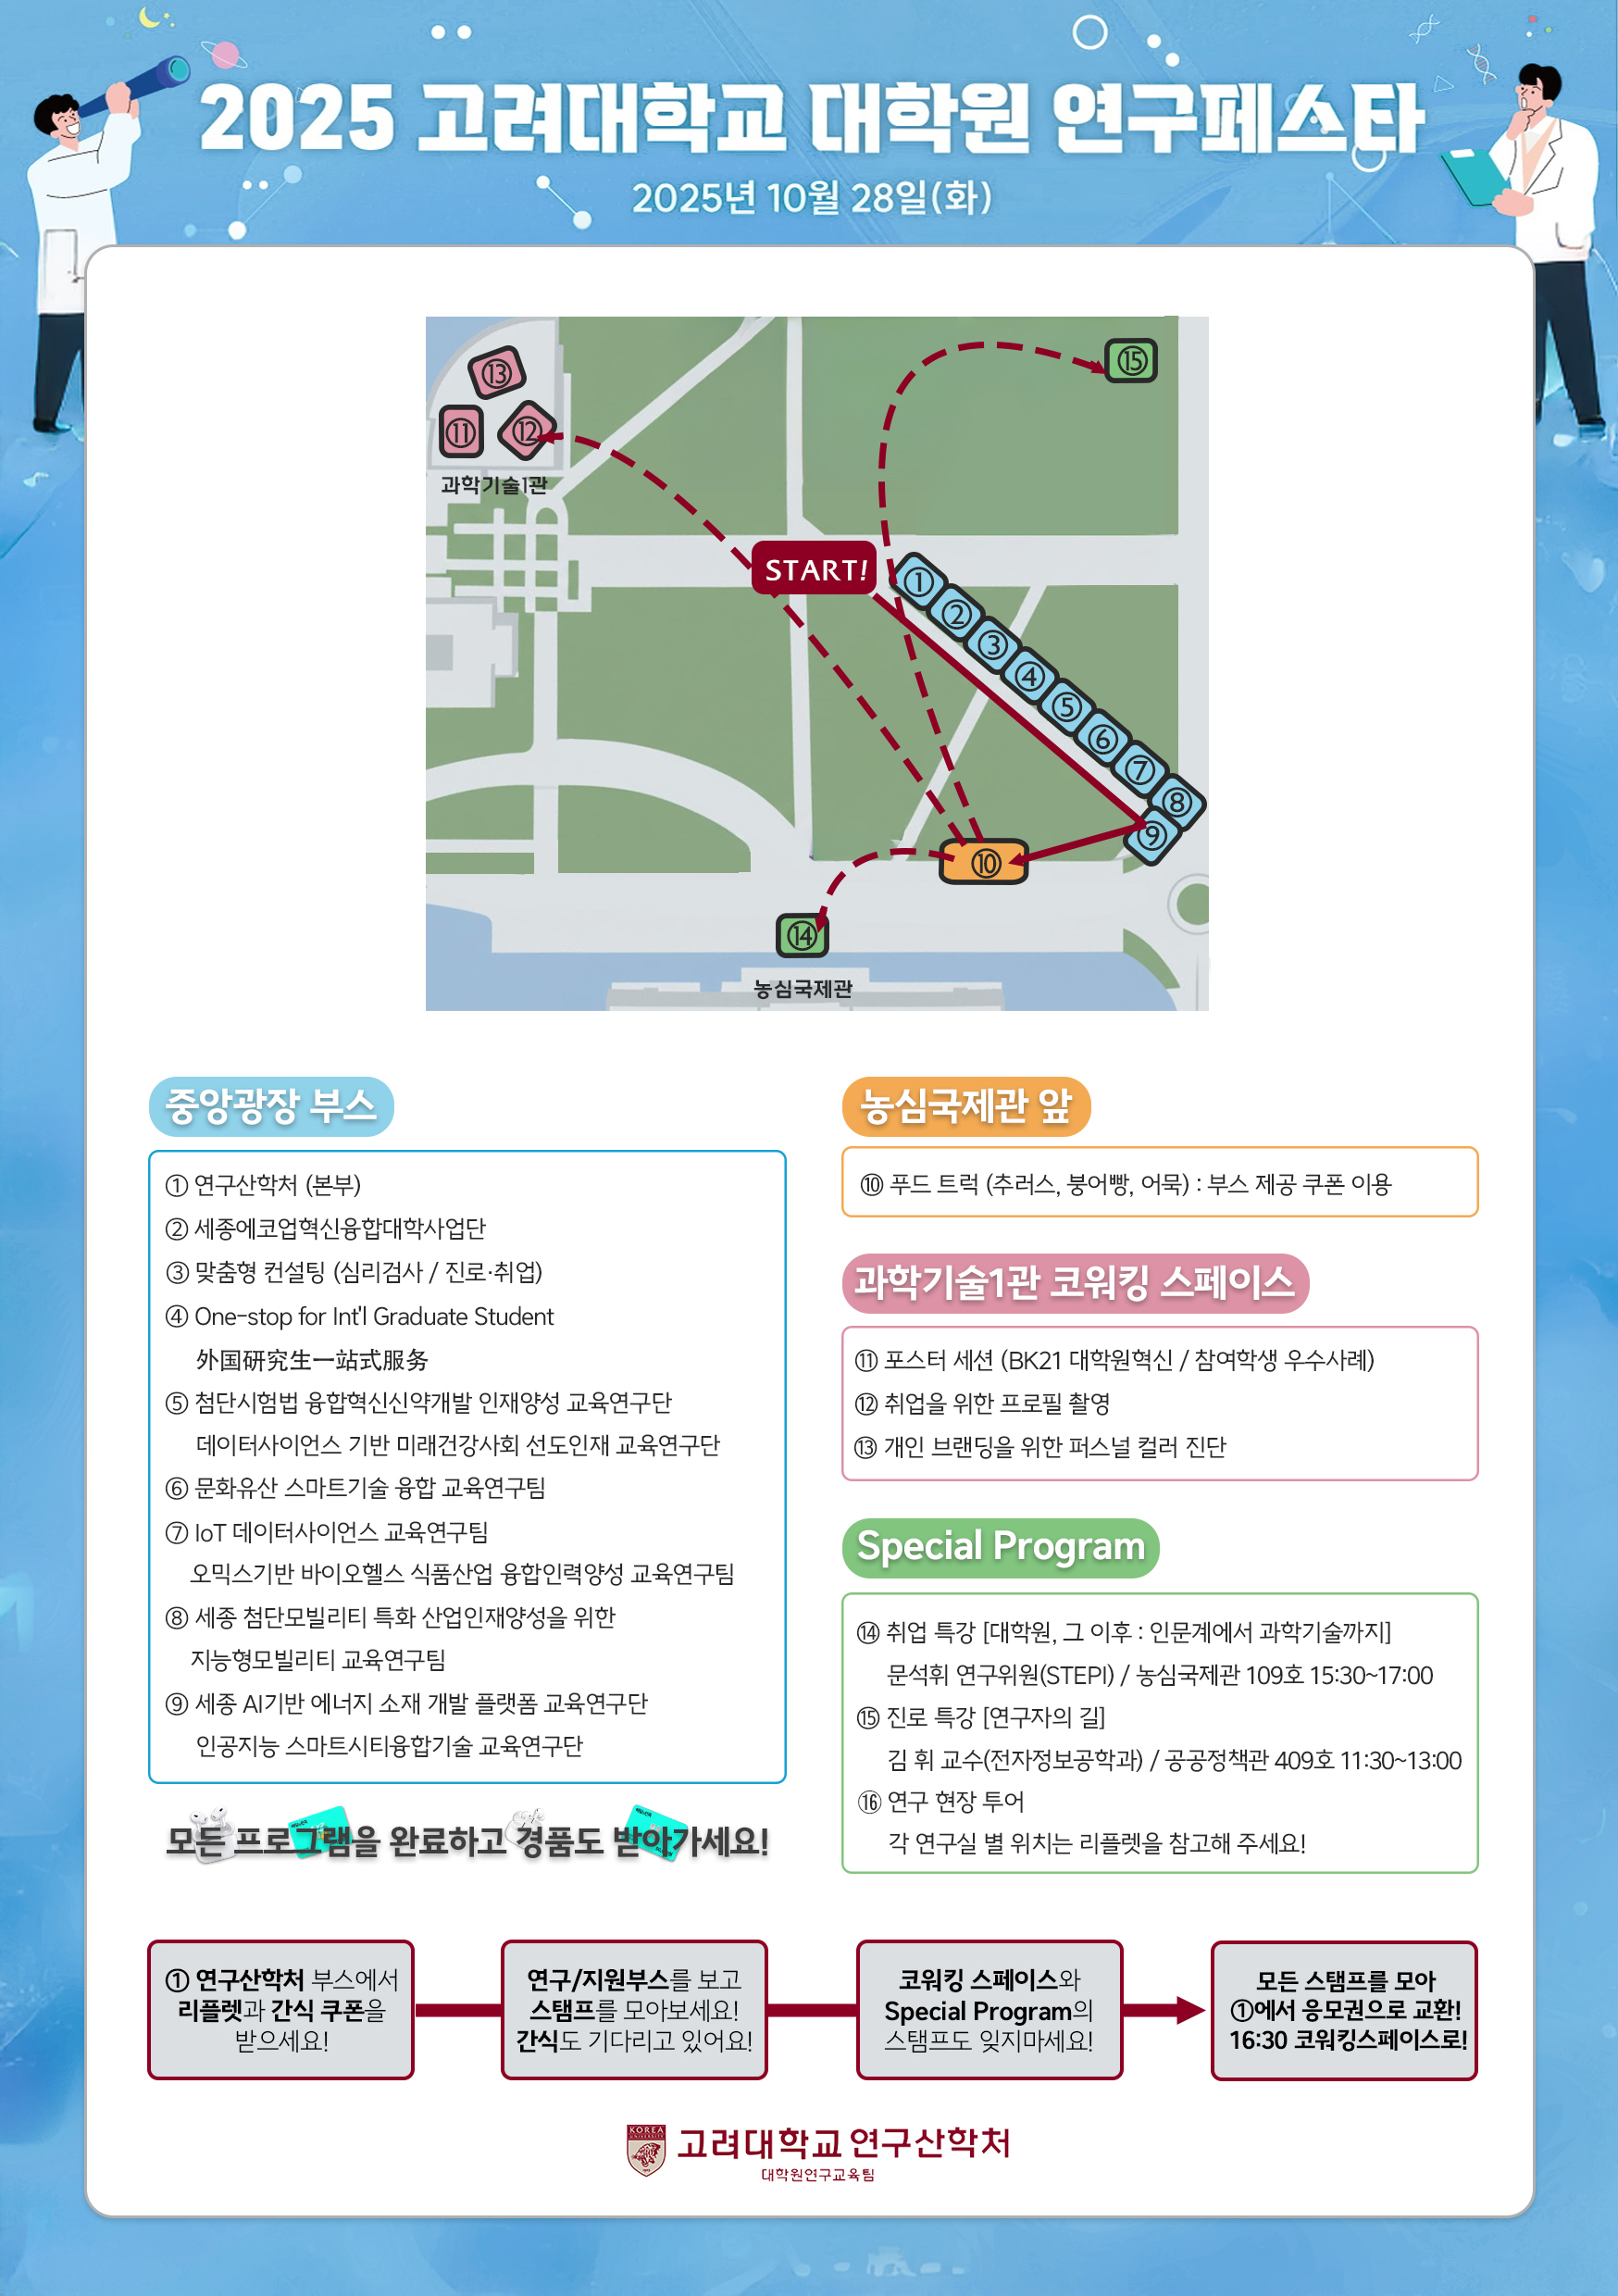 2025 고려대학교 대학원 연구페스타
2025년 10월 28일(화)
⑬
⑮
⑪
⑫
과학기술1관
START!
①
②
③
④
⑤
⑥
⑦
⑧
⑨
⑩
⑭
농심국제관
중앙광장 부스
① 연구산학처 (본부)
② 세종에코업혁신융합대학사업단
③ 맞춤형 컨설팅 (심리검사 / 진로·취업)
④ One-stop for Int'l Graduate Student
外国研究生一站式服务
⑤ 첨단시험법 융합혁신신약개발 인재양성 교육연구단
데이터사이언스 기반 미래건강사회 선도인재 교육연구단
⑥ 문화유산 스마트기술 융합 교육연구팀
⑦ IoT 데이터사이언스 교육연구팀
오믹스기반 바이오헬스 식품산업 융합인력양성 교육연구팀
⑧ 세종 첨단모빌리티 특화 산업인재양성을 위한
지능형모빌리티 교육연구팀
⑨ 세종 AI기반 에너지 소재 개발 플랫폼 교육연구단
인공지능 스마트시티융합기술 교육연구단
모든 프로그램을 완료하고 경품도 받아가세요!
농심국제관 앞
⑩ 푸드 트럭 (추러스, 붕어빵, 어묵) : 부스 제공 쿠폰 이용
과학기술1관 코워킹 스페이스
⑪ 포스터 세션 (BK21 대학원혁신 / 참여학생 우수사례)
⑫ 취업을 위한 프로필 촬영
⑬ 개인 브랜딩을 위한 퍼스널 컬러 진단
Special Program
⑭ 취업 특강 [대학원, 그 이후 : 인문계에서 과학기술까지]
문석휘 연구위원(STEPI) / 농심국제관 109호 15:30~17:00
⑮ 진로 특강 [연구자의 길]
김 휘 교수(전자정보공학과) / 공공정책관 409호 11:30~13:00
⑯ 연구 현장 투어
각 연구실 별 위치는 리플렛을 참고해 주세요!
① 연구산학처 부스에서
리플렛과 간식 쿠폰을
받으세요!
연구/지원부스를 보고
스탬프를 모아보세요!
간식도 기다리고 있어요!
코워킹 스페이스와
Special Program의
스탬프도 잊지마세요!
모든 스탬프를 모아
①에서 응모권으로 교환!
16:30 코워킹스페이스로!
KOREA
UNIVERSITY
고려대학교 연구산학처
대학원연구교육팀